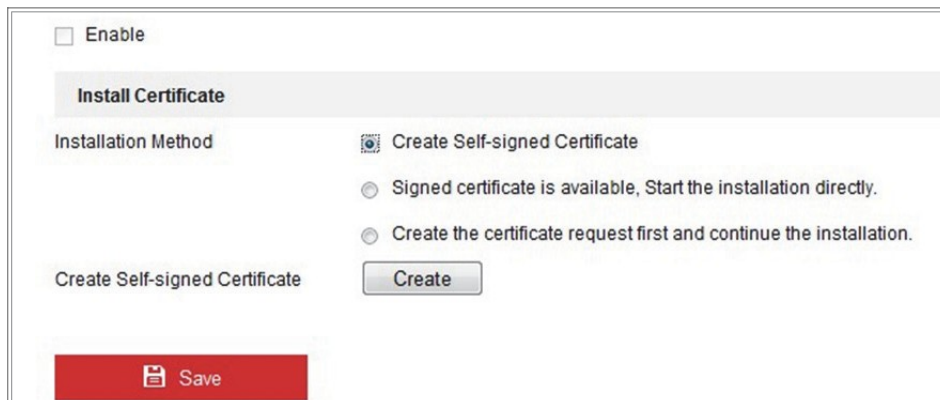 Enable
Install Certificate
Installation Method
Create Self-signed Certificate
Signed certificate is available, Start the installation directly.
Create the certificate request first and continue the installation.
Create Self-signed Certificate
Create
Save